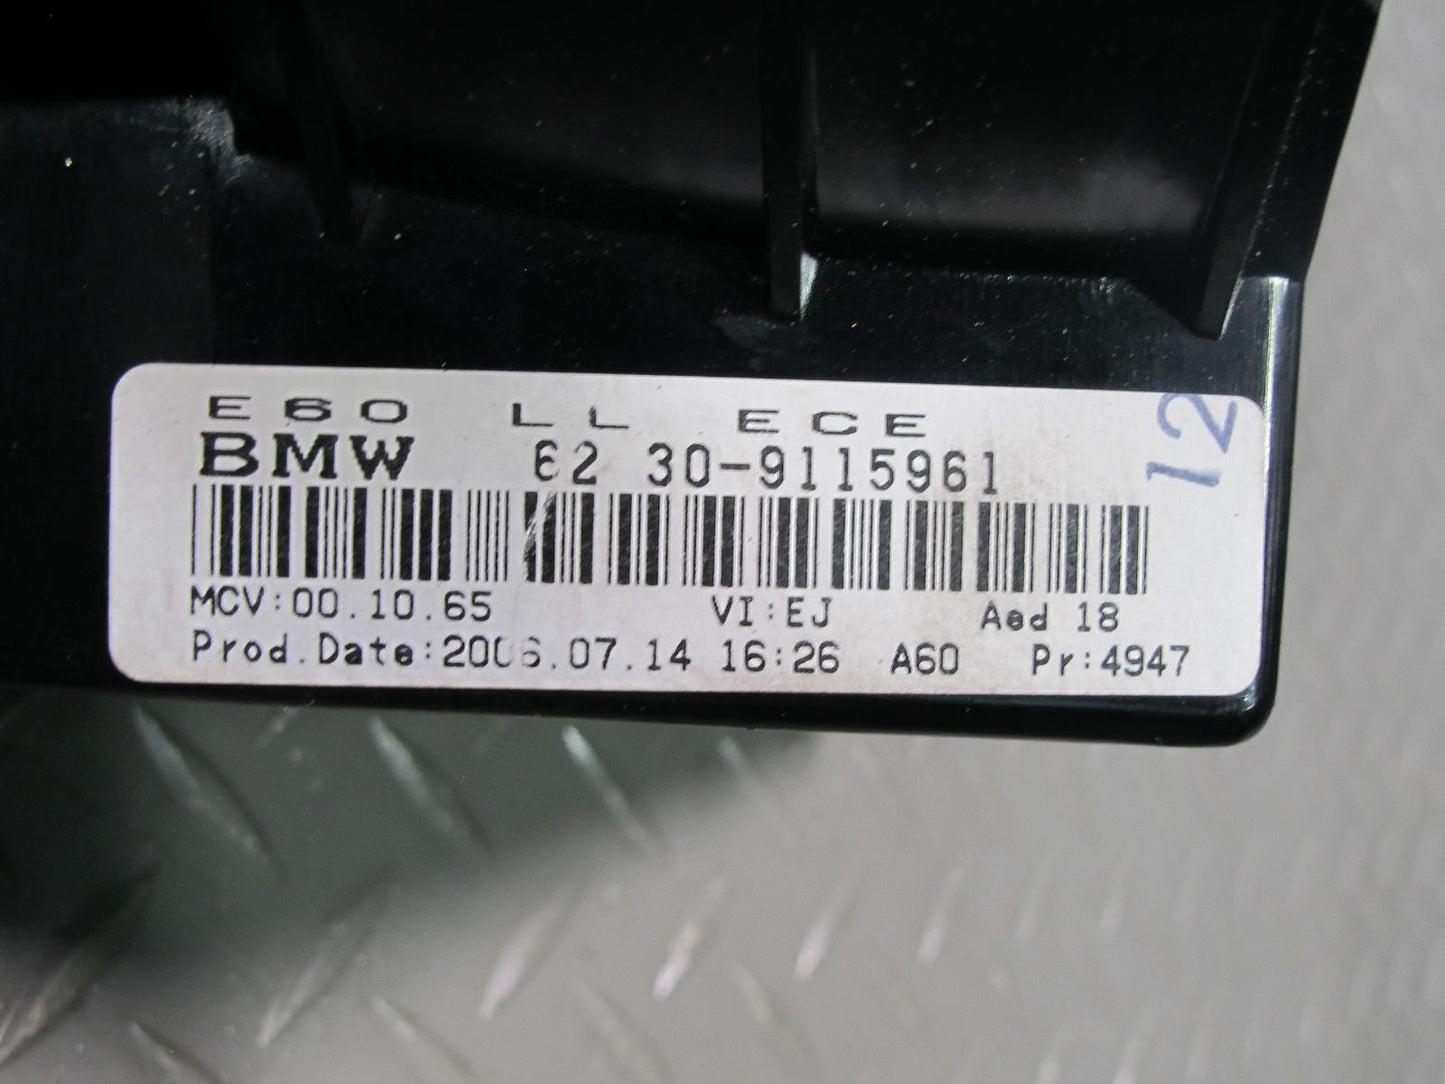 E60 LL ECE
BMW 62 30-9115961
MCV:00.10.65 VI:EJ Aed 18
Prod.Date:2006.07.14 16:26 A60 Pr:4947
12